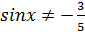 sinx ≠ −3/5